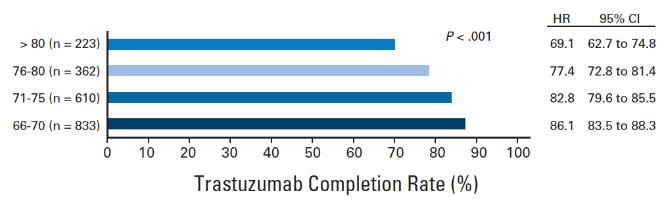 HR 95% CI
> 80 (n = 223) P < .001 69.1 62.7 to 74.8
76-80 (n = 362) 77.4 72.8 to 81.4
71-75 (n = 610) 82.8 79.6 to 85.5
66-70 (n = 833) 86.1 83.5 to 88.3
0 10 20 30 40 50 60 70 80 90 100
Trastuzumab Completion Rate (%)